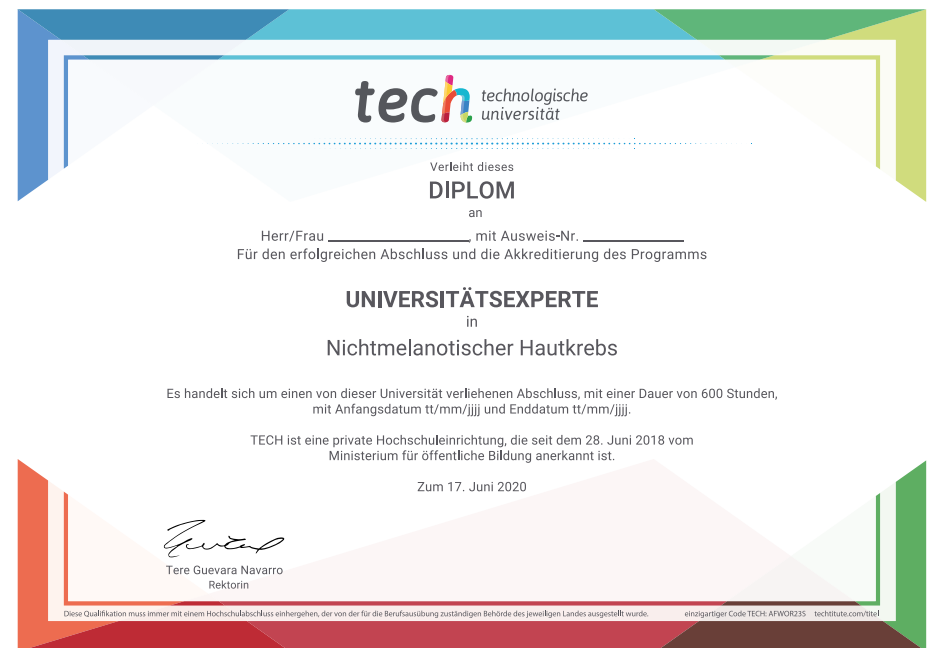 tech technologische
universität
Verleiht dieses
DIPLOM
an
Herr/Frau ____________, mit Ausweis-Nr. ____________
Für den erfolgreichen Abschluss und die Akkreditierung des Programms
UNIVERSITÄTSEXPERTE
in
Nichtmelanotischer Hautkrebs
Es handelt sich um einen von dieser Universität verliehenen Abschluss, mit einer Dauer von 600 Stunden,
mit Anfangsdatum tt/mm/jjjj und Enddatum tt/mm/jjjj.
TECH ist eine private Hochschuleinrichtung, die seit dem 28. Juni 2018 vom
Ministerium für öffentliche Bildung anerkannt ist.
Zum 17. Juni 2020
Tere Guevara Navarro
Rektorin
Diese Qualifikation muss immer mit einem Hochschulabschluss einhergehen, der von der für die Berufsausübung zuständigen Behörde des jeweiligen Landes ausgestellt wurde. einzigartiger Code TECH: AFWOR23S techtitute.com/titel